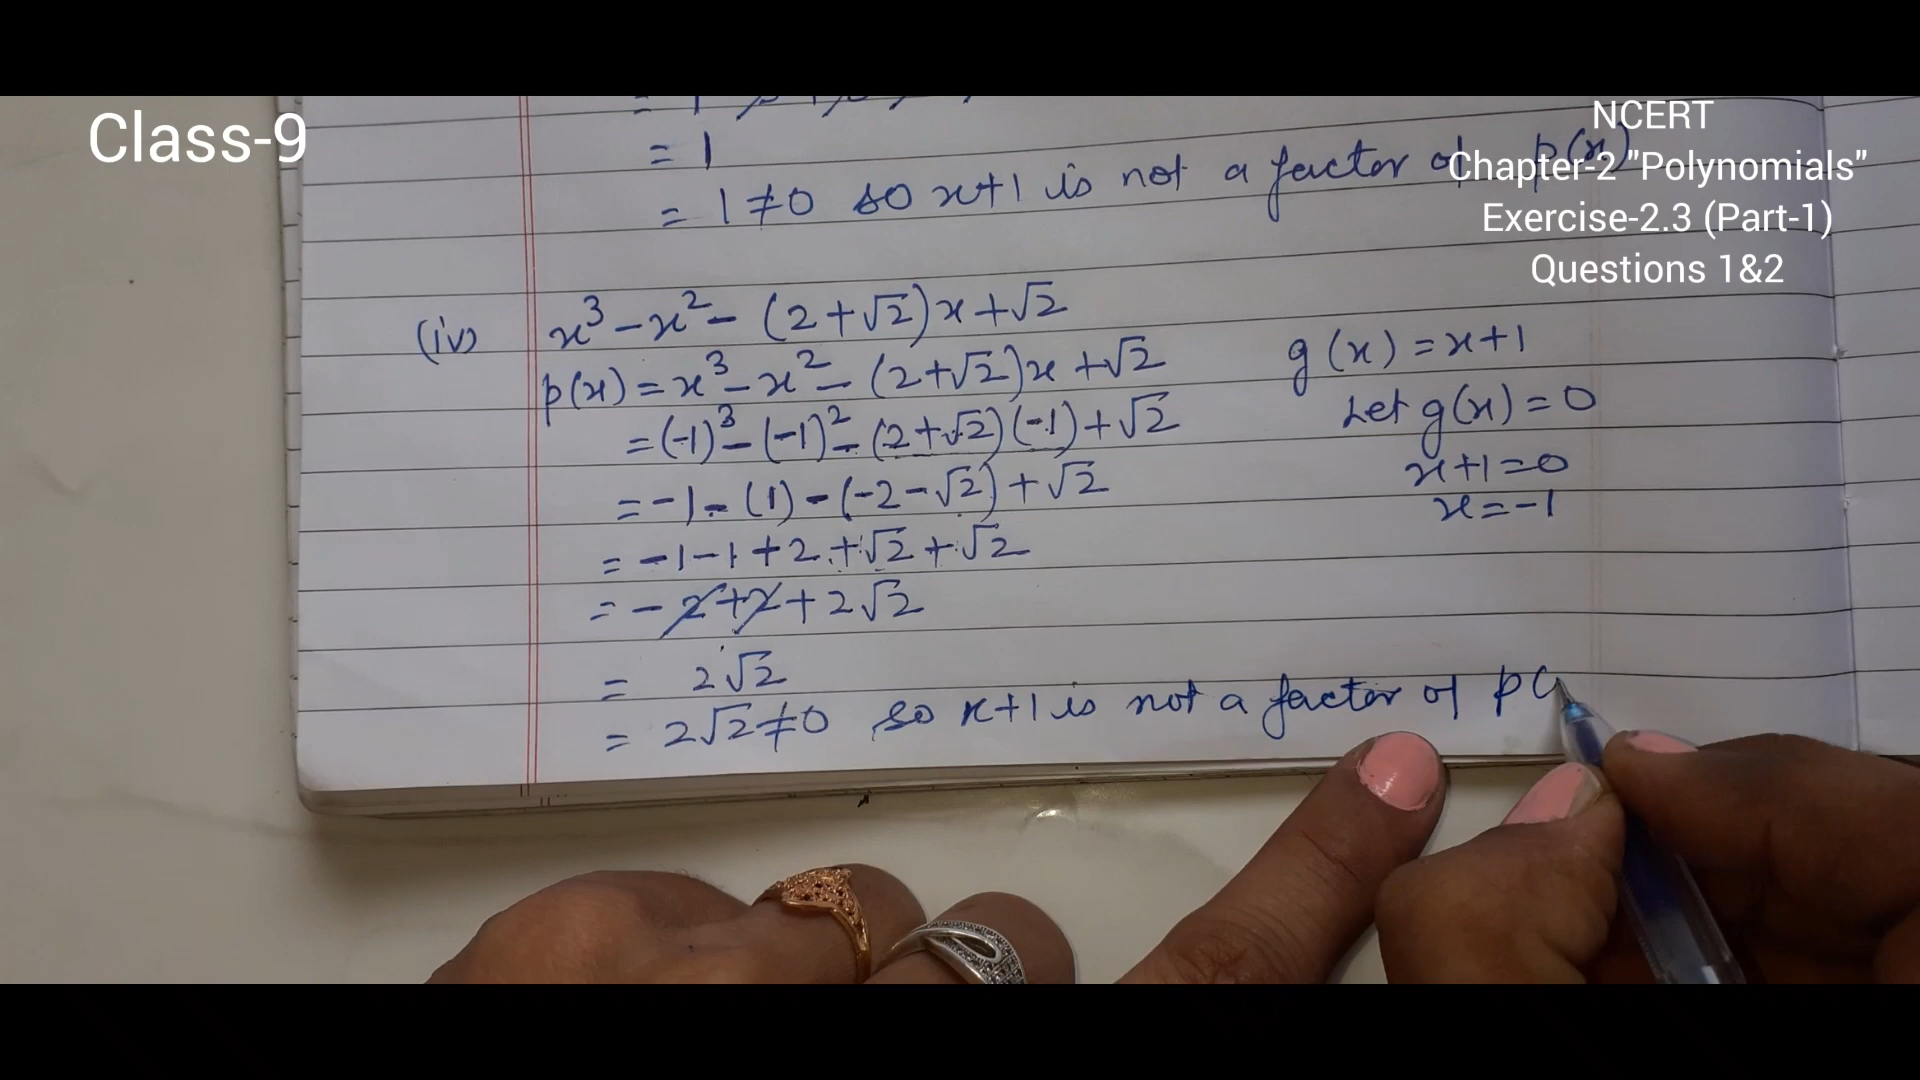 Class-9
NCERT
Chapter-2 "Polynomials"
Exercise-2.3 (Part-1)
Questions 1&2
= 1
= 1 ≠ 0 so x+1 is not a factor of p(x)
(iv) x³ - x² - (2+√2)x + √2
p(x) = x³ - x² - (2+√2)x + √2
= (-1)³ - (-1)² - (2+√2)(-1) + √2
= -1 - (1) - (-2-√2) + √2
= -1 - 1 + 2 + √2 + √2
= - 2 + 2 + 2√2
= 2√2
= 2√2 ≠ 0 so x+1 is not a factor of p(
g(x) = x+1
Let g(x) = 0
x+1 = 0
x = -1